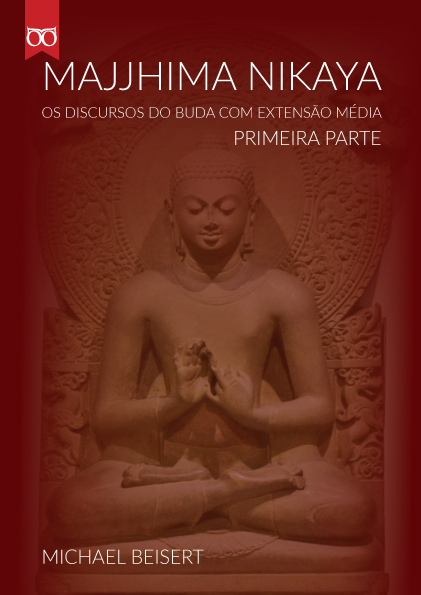 MAJJHIMA NIKAYA
OS DISCURSOS DO BUDA COM EXTENSÃO MÉDIA
PRIMEIRA PARTE
MICHAEL BEISERT